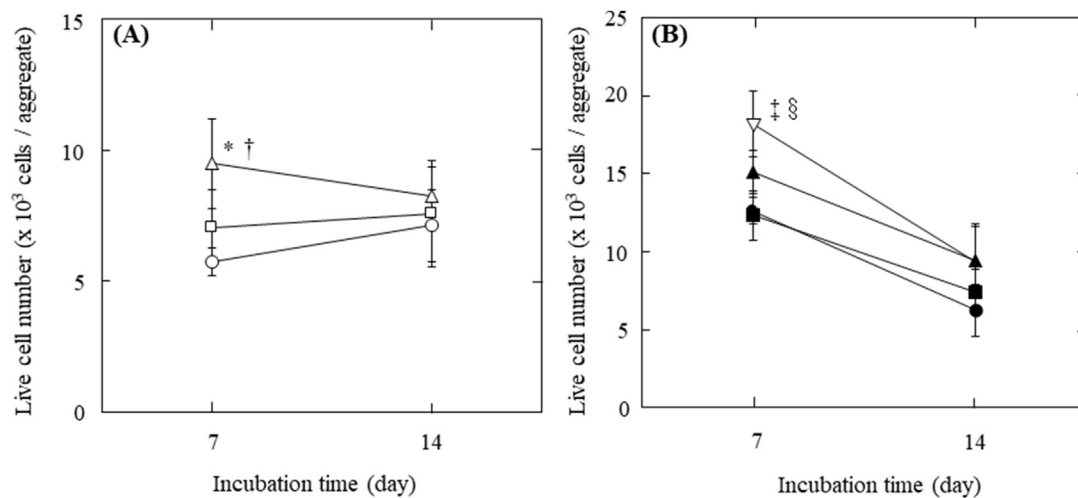 (A)
Live cell number (x 10³ cells / aggregate)
15
10
5
0
* †
7
14
Incubation time (day)
(B)
Live cell number (x 10³ cells / aggregate)
25
20
15
10
5
0
‡ §
7
14
Incubation time (day)